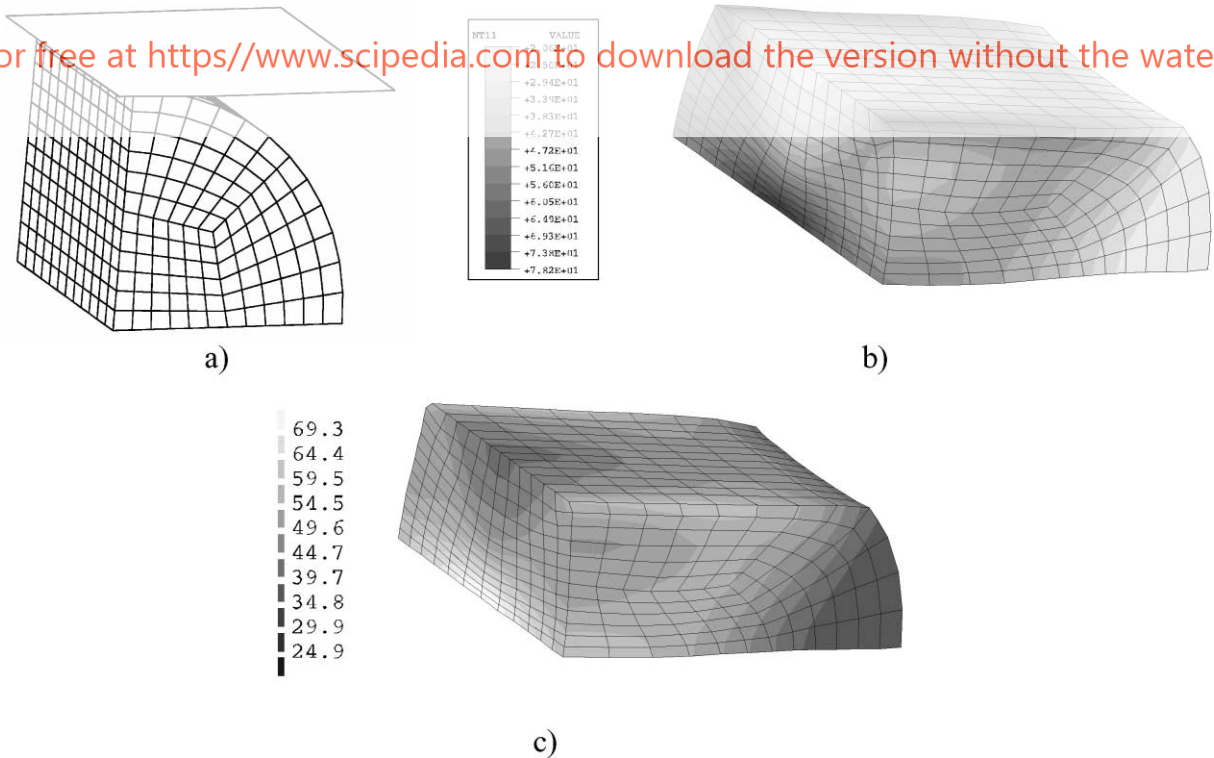 or free at https//www.scipedia.com to download the version without the wate
NT11 VALUE
+2.94E+01
+3.39E+01
+3.83E+01
+4.27E+01
+4.72E+01
+5.16E+01
+5.60E+01
+6.05E+01
+6.49E+01
+6.93E+01
+7.38E+01
+7.82E+01
a)
b)
69.3
64.4
59.5
54.5
49.6
44.7
39.7
34.8
29.9
24.9
c)